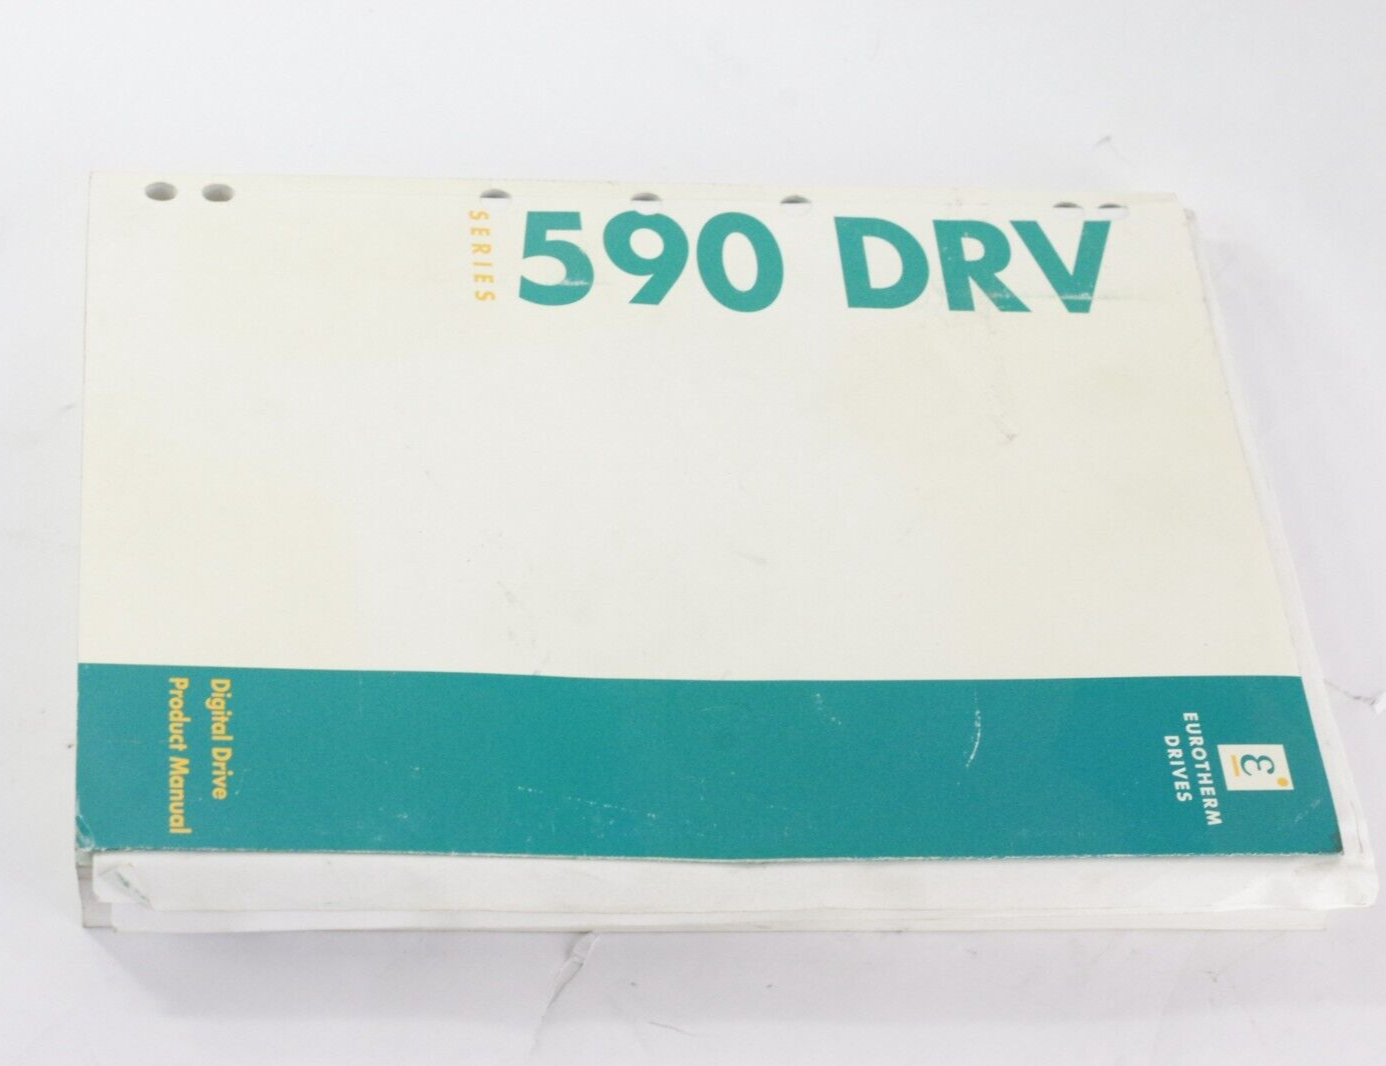 SERIES
590 DRV
Digital Drive
Product Manual
EUROTHERM
DRIVES